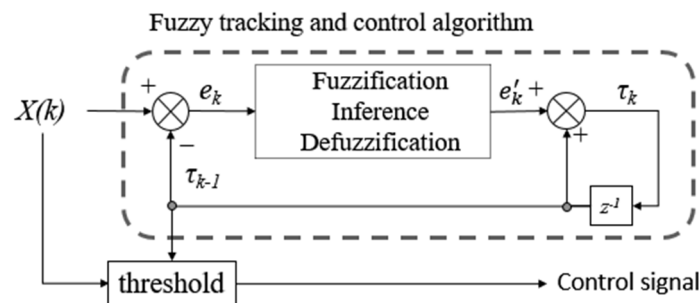 Fuzzy tracking and control algorithm
+ e_k Fuzzification e'_k + τ_k
X(k) Inference
− Defuzzification +
τ_{k-1}
z^{-1}
threshold Control signal